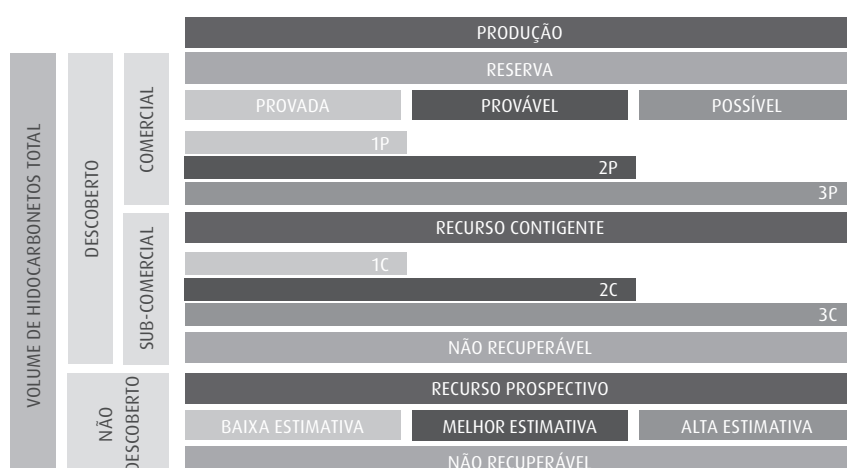 PRODUÇÃO
VOLUME DE HIDOCARBONETOS TOTAL
DESCOBERTO
COMERCIAL
RESERVA
PROVADA
PROVÁVEL
POSSÍVEL
1P
2P
3P
SUB-COMERCIAL
RECURSO CONTIGENTE
1C
2C
3C
NÃO RECUPERÁVEL
NÃO
DESCOBERTO
RECURSO PROSPECTIVO
BAIXA ESTIMATIVA
MELHOR ESTIMATIVA
ALTA ESTIMATIVA
NÃO RECUPERÁVEL